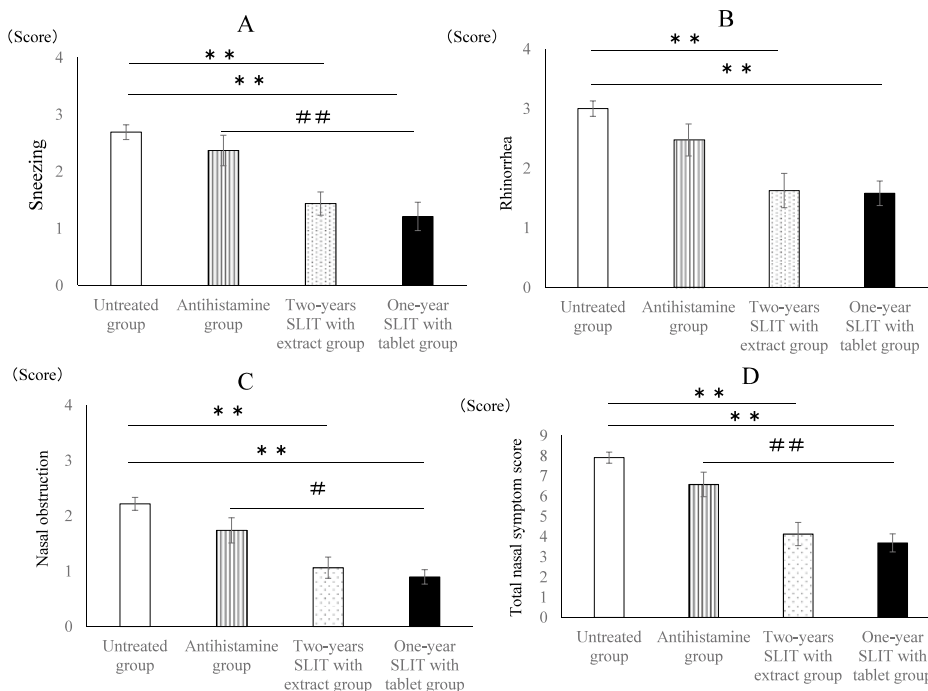 A
（Score）
＊＊
＊＊
##
4
3
2
1
0
Sneezing
Untreated
group
Antihistamine
group
Two-years
SLIT with
extract group
One-year
SLIT with
tablet group
B
（Score）
＊＊
＊＊
4
3
2
1
0
Rhinorrhea
Untreated
group
Antihistamine
group
Two-years
SLIT with
extract group
One-year
SLIT with
tablet group
C
（Score）
＊＊
＊＊
#
4
3
2
1
0
Nasal obstruction
Untreated
group
Antihistamine
group
Two-years
SLIT with
extract group
One-year
SLIT with
tablet group
D
（Score）
＊＊
＊＊
##
9
8
7
6
5
4
3
2
1
0
Total nasal symptom score
Untreated
group
Antihistamine
group
Two-years
SLIT with
extract group
One-year
SLIT with
tablet group